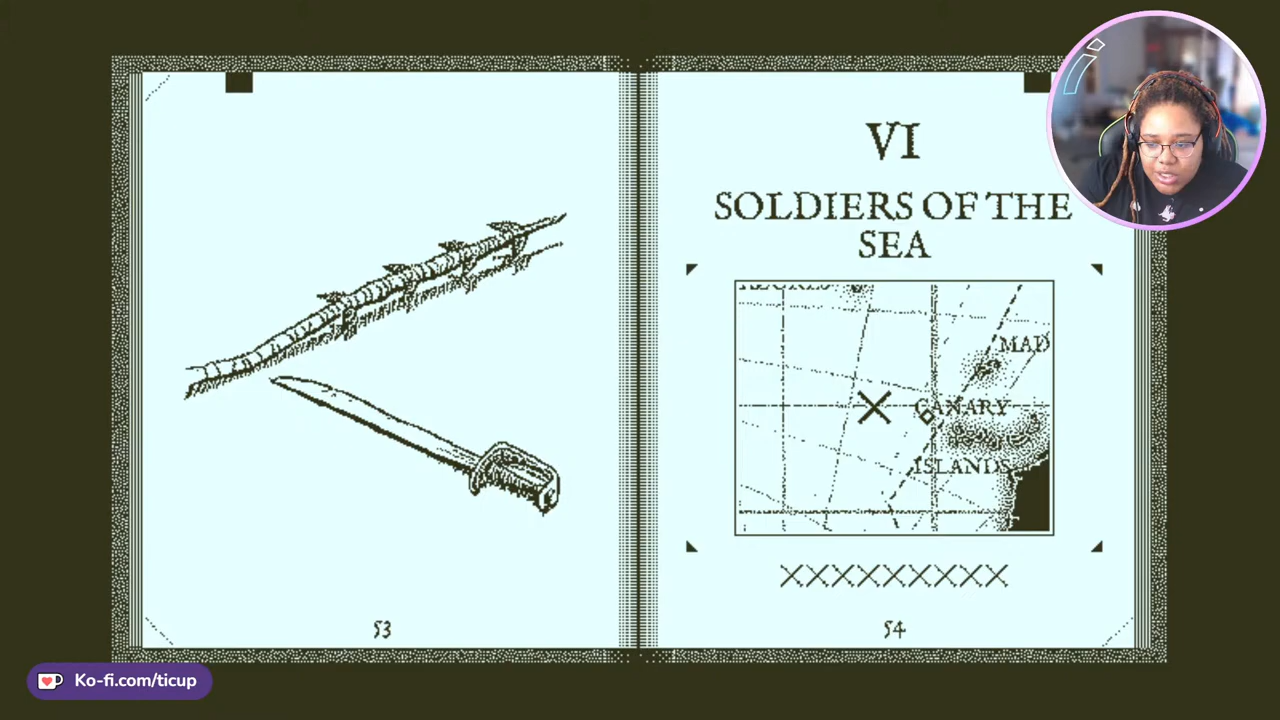 VI
SOLDIERS OF THE
SEA
MAD
CANARY
ISLANDS
XXXXXXXXX
53
54
Ko-fi.com/ticup